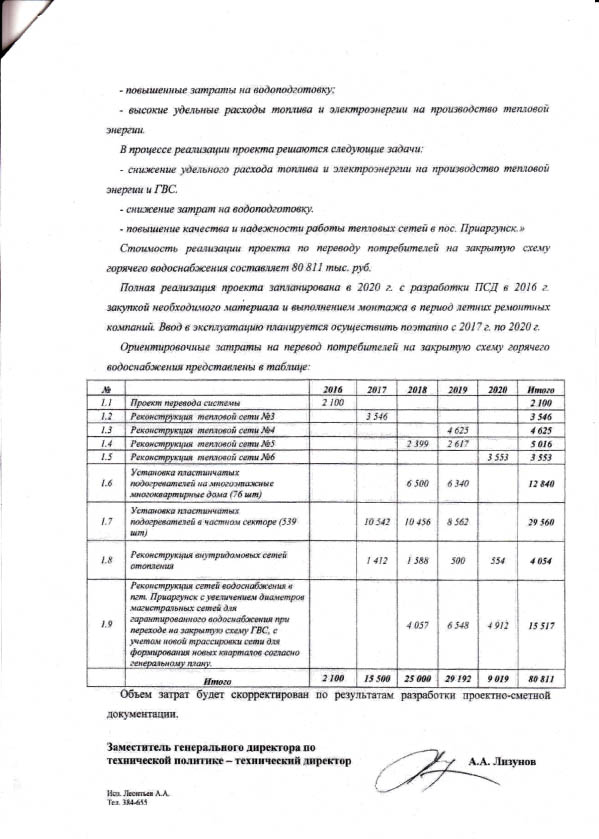 - повышенные затраты на водоподготовку;
- высокие удельные расходы топлива и электроэнергии на производство тепловой
энергии.
В процессе реализации проекта решаются следующие задачи:
- снижение удельного расхода топлива и электроэнергии на производство тепловой
энергии и ГВС.
- снижение затрат на водоподготовку.
- повышение качества и надежности работы тепловых сетей в пос. Приаргунск.»
Стоимость реализации проекта по переводу потребителей на закрытую схему
горячего водоснабжения составляет 80 811 тыс. руб.
Полная реализация проекта запланирована в 2020 г. с разработки ПСД в 2016 г.
закупкой необходимого материала и выполнением монтажа в период летних ремонтных
компаний. Ввод в эксплуатацию планируется осуществить поэтапно с 2017 г. по 2020 г.
Ориентировочные затраты на перевод потребителей на закрытую схему горячего
водоснабжения представлены в таблице:
№ 2016 2017 2018 2019 2020 Итого
1.1 Проект перевода системы 2 100 2 100
1.2 Реконструкция тепловой сети №3 3 546 3 546
1.3 Реконструкция тепловой сети №4 4 625 4 625
1.4 Реконструкция тепловой сети №5 2 399 2 617 5 016
1.5 Реконструкция тепловой сети №6 3 553 3 553
Установка пластинчатых
1.6 подогревателей на многоэтажные 6 500 6 340 12 840
многоквартирные дома (76 шт)
Установка пластинчатых
1.7 подогревателей в частном секторе (539 10 542 10 456 8 562 29 560
шт)
1.8 Реконструкция внутридомовых сетей 1 412 1 588 500 554 4 054
отопления
Реконструкция сетей водоснабжения в
пгт. Приаргунск с увеличением диаметров
магистральных сетей для
1.9 гарантированного водоснабжения при 4 057 6 548 4 912 15 517
переходе на закрытую схему ГВС, с
учетом новой трассировки сети для
формирования новых кварталов согласно
генеральному плану.
Итого 2 100 15 500 25 000 29 192 9 019 80 811
Объем затрат будет скорректирован по результатам разработки проектно-сметной
документации.
Заместитель генерального директора по
технической политике – технический директор А.А. Лизунов
Исп. Леонтьев А.А.
Тел. 384-655